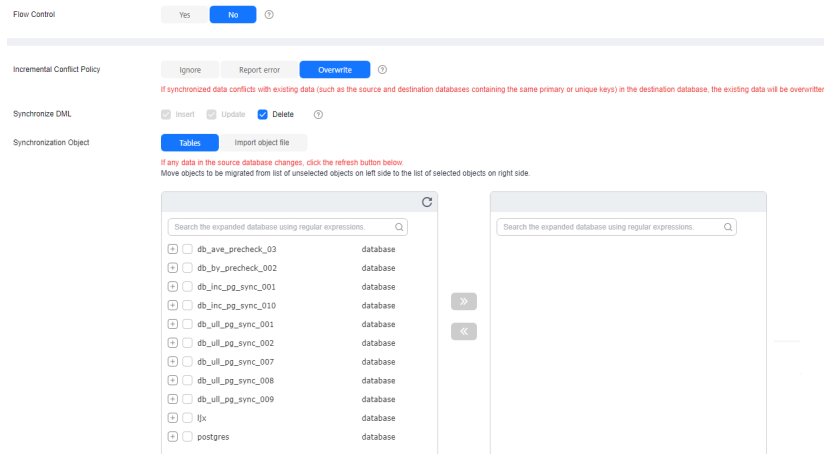 Flow Control Yes No
Incremental Conflict Policy Ignore Report error Overwrite
If synchronized data conflicts with existing data (such as the source and destination databases containing the same primary or unique keys) in the destination database, the existing data will be overwritten
Synchronize DML Insert Update Delete
Synchronization Object Tables Import object file
If any data in the source database changes, click the refresh button below.
Move objects to be migrated from list of unselected objects on left side to the list of selected objects on right side.
Search the expanded database using regular expressions. Search the expanded database using regular expressions.
db_ave_precheck_03 database
db_by_precheck_002 database
db_inc_pg_sync_001 database
db_inc_pg_sync_010 database
db_ull_pg_sync_001 database
db_ull_pg_sync_002 database
db_ull_pg_sync_007 database
db_ull_pg_sync_008 database
db_ull_pg_sync_009 database
ljx database
postgres database